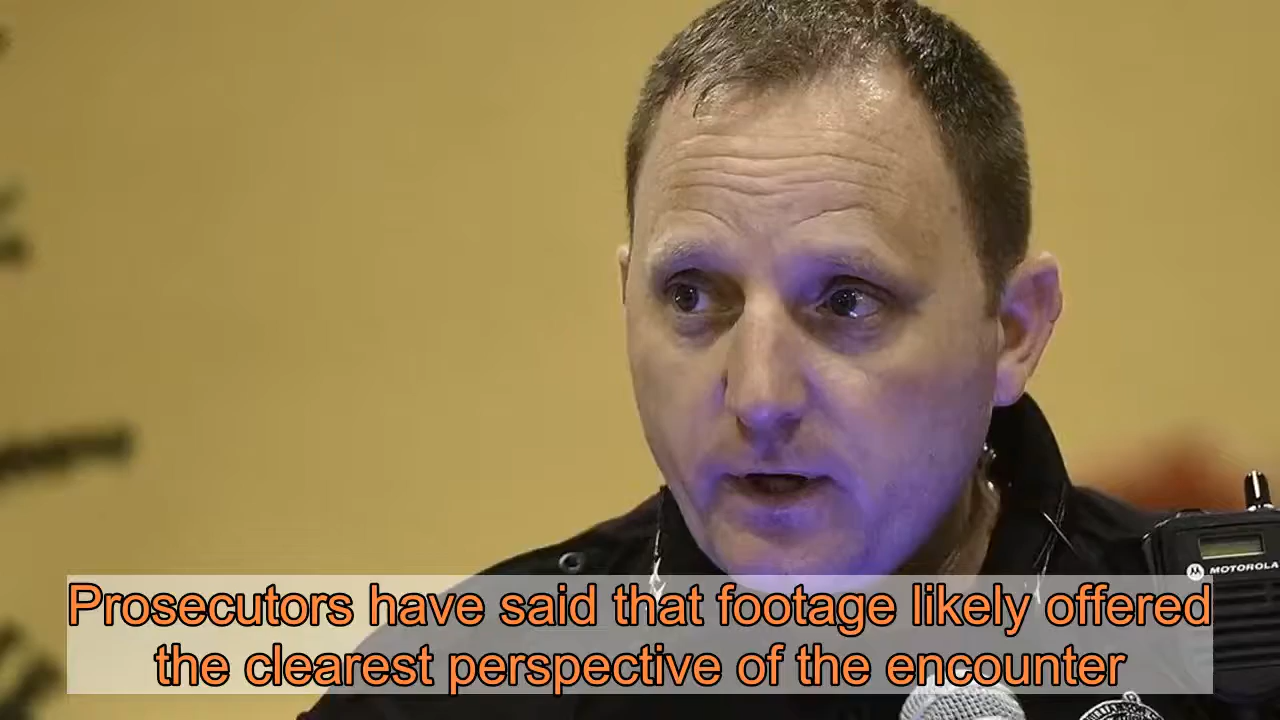 MOTOROLA
Prosecutors have said that footage likely offered
the clearest perspective of the encounter